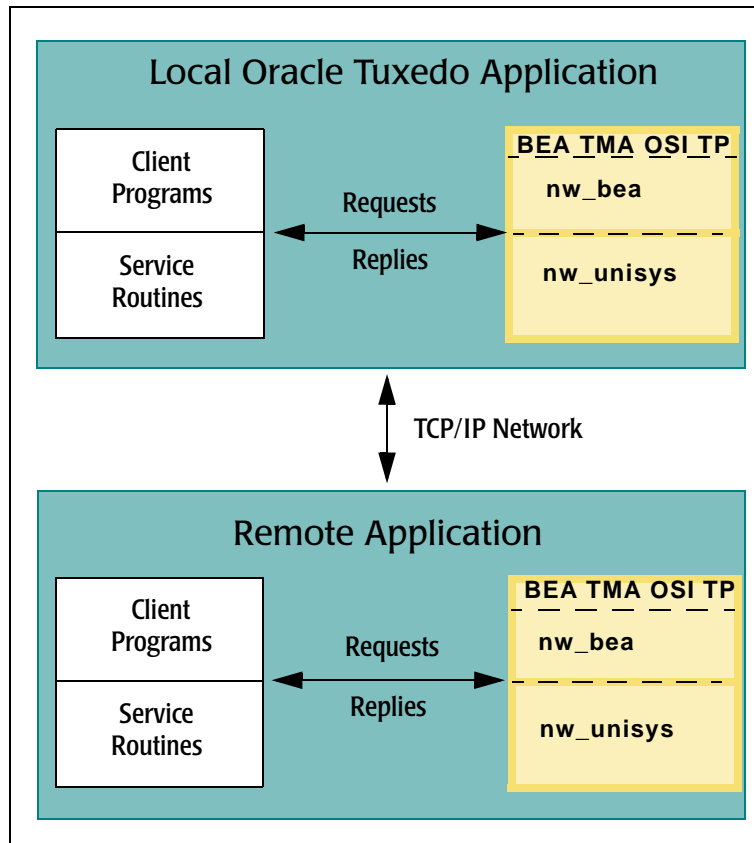 Local Oracle Tuxedo Application
Client
Programs
Service
Routines
Requests
Replies
BEA TMA OSI TP
nw_bea
nw_unisys
TCP/IP Network
Remote Application
Client
Programs
Service
Routines
Requests
Replies
BEA TMA OSI TP
nw_bea
nw_unisys